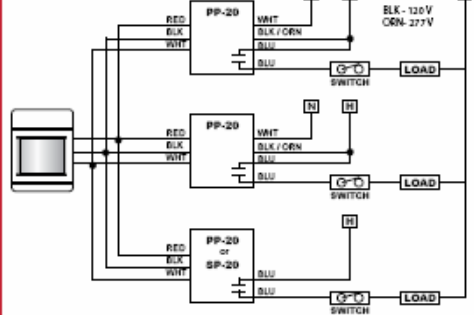 BLK - 120 V
ORN- 277 V
RED
PP-20
WHT
BLK
BLK / ORN
WHT
BLU
BLU
LOAD
SWITCH
N
H
RED
PP-20
WHT
BLK
BLK / ORN
WHT
BLU
BLU
LOAD
SWITCH
H
RED
PP-20
or
BLK
SP-20
WHT
BLU
BLU
LOAD
SWITCH